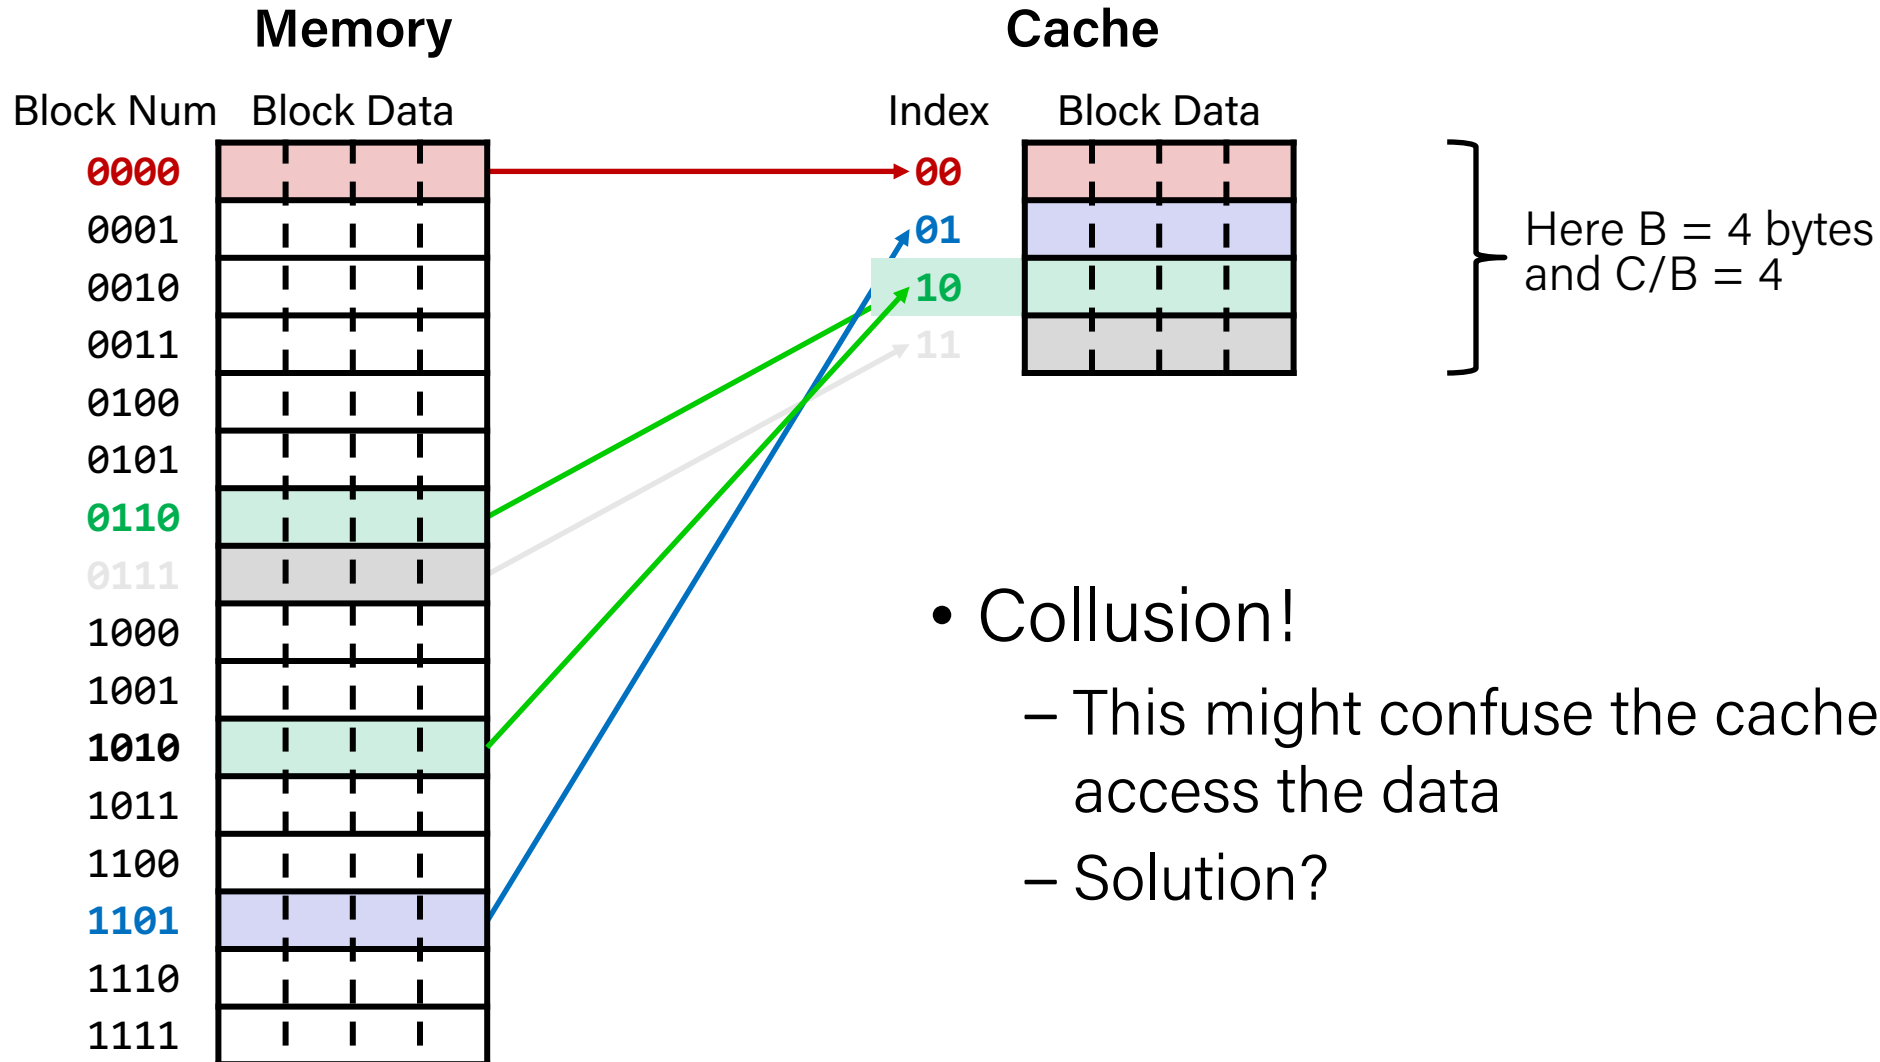 Memory
Cache
Block Num Block Data
Index Block Data
0000
0001
0010
0011
0100
0101
0110
0111
1000
1001
1010
1011
1100
1101
1110
1111
00
01
10
11
Here B = 4 bytes
and C/B = 4
• Collusion!
– This might confuse the cache
access the data
– Solution?